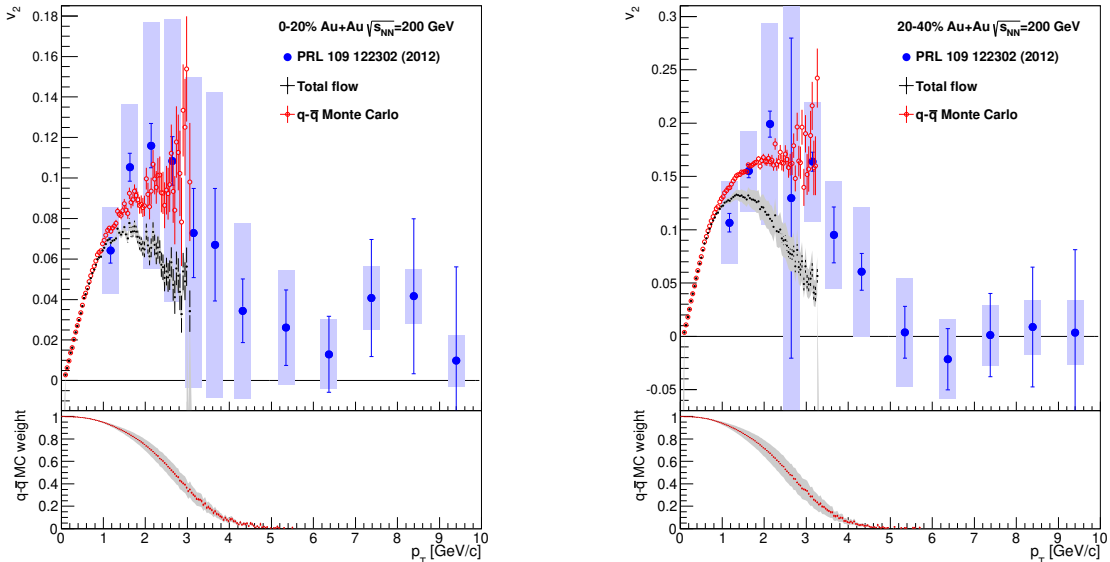 v₂
0-20% Au+Au √s_NN=200 GeV
PRL 109 122302 (2012)
Total flow
q-q̅ Monte Carlo
0.18
0.16
0.14
0.12
0.1
0.08
0.06
0.04
0.02
0
q-q̅ MC weight
1
0.8
0.6
0.4
0.2
0
0 1 2 3 4 5 6 7 8 9 10
p_T [GeV/c]
v₂
20-40% Au+Au √s_NN=200 GeV
PRL 109 122302 (2012)
Total flow
q-q̅ Monte Carlo
0.3
0.25
0.2
0.15
0.1
0.05
0
-0.05
q-q̅ MC weight
1
0.8
0.6
0.4
0.2
0
0 1 2 3 4 5 6 7 8 9 10
p_T [GeV/c]